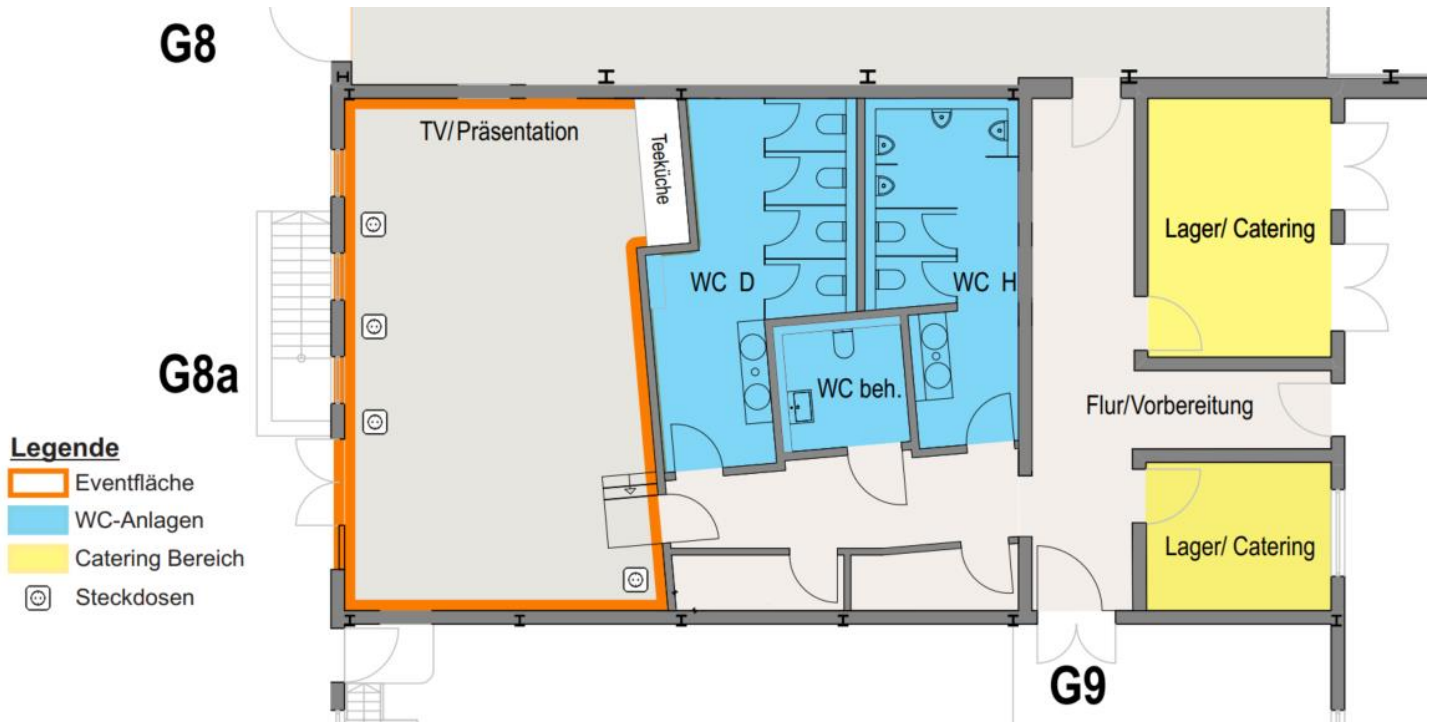 G8
TV/Präsentation
Teeküche
Lager/ Catering
WC D
WC H
G8a
WC beh.
Flur/Vorbereitung
Legende
Eventfläche
WC-Anlagen
Catering Bereich
Steckdosen
Lager/ Catering
G9